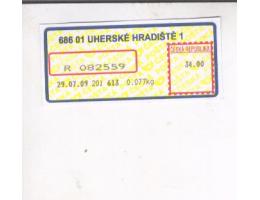 686 01 UHERSKÉ HRADIŠTĚ 1
ČESKÁ REPUBLIKA
R 082559
34.00
29.07.09 201 613 0.077kg